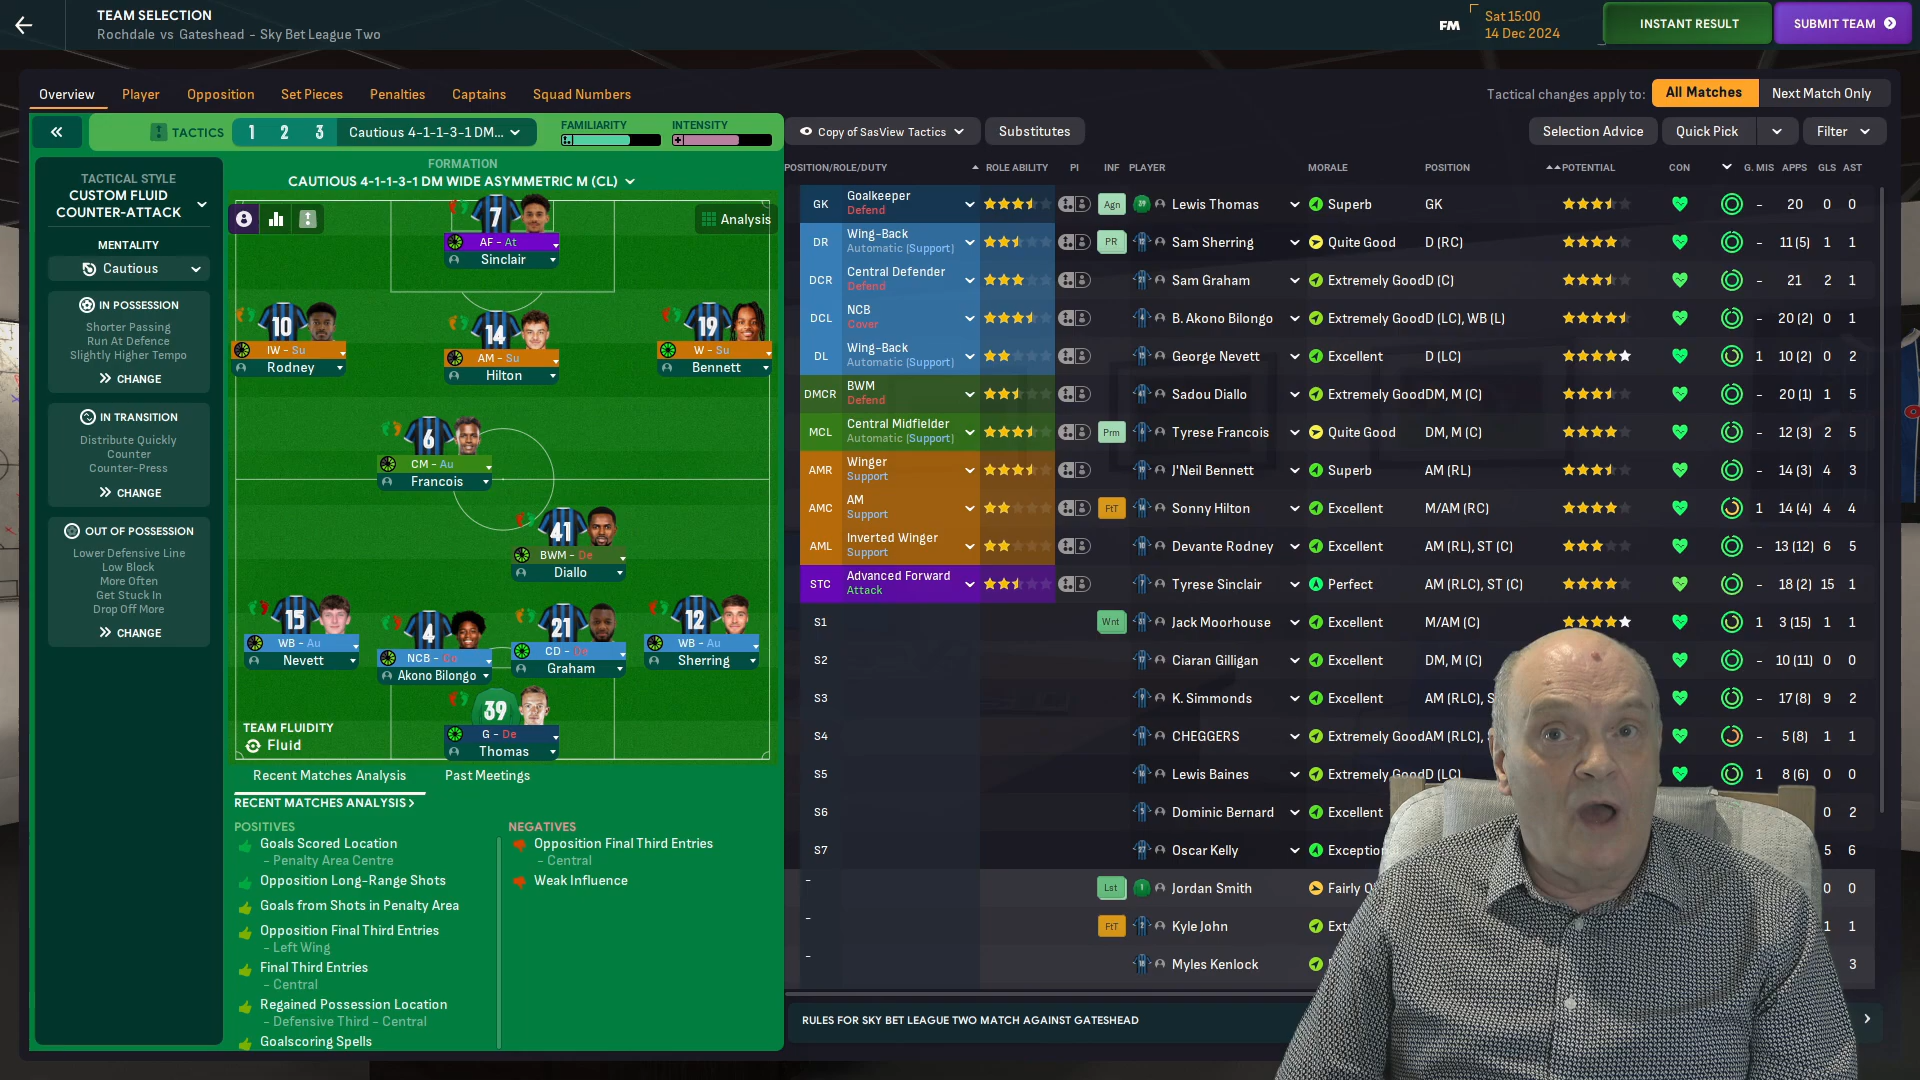 TEAM SELECTION
Rochdale vs Gateshead - Sky Bet League Two
FM
Sat 15:00
14 Dec 2024
INSTANT RESULT
SUBMIT TEAM
Overview
Player
Opposition
Set Pieces
Penalties
Captains
Squad Numbers
Tactical changes apply to:
All Matches
Next Match Only
TACTICS
1 2 3
Cautious 4-1-1-3-1 DM...
FAMILIARITY
INTENSITY
Copy of SasView Tactics
Substitutes
Selection Advice
Quick Pick
Filter
TACTICAL STYLE
CUSTOM FLUID
COUNTER-ATTACK
MENTALITY
Cautious
IN POSSESSION
Shorter Passing
Run At Defence
Slightly Higher Tempo
CHANGE
IN TRANSITION
Distribute Quickly
Counter
Counter-Press
CHANGE
OUT OF POSSESSION
Lower Defensive Line
Low Block
More Often
Get Stuck In
Drop Off More
CHANGE
FORMATION
CAUTIOUS 4-1-1-3-1 DM WIDE ASYMMETRIC M (CL)
Analysis
7
AF - At
Sinclair
10
IW - Su
Rodney
14
AM - Su
Hilton
19
W - Su
Bennett
6
CM - Au
Francois
41
BWM - De
Diallo
15
WB - Au
Nevett
4
NCB - Co
Akono Bilongo
21
CD - De
Graham
12
WB - Au
Sherring
39
G - De
Thomas
TEAM FLUIDITY
Fluid
Recent Matches Analysis
Past Meetings
RECENT MATCHES ANALYSIS
POSITIVES
Goals Scored Location
- Penalty Area Centre
Opposition Long-Range Shots
Goals from Shots in Penalty Area
Opposition Final Third Entries
- Left Wing
Final Third Entries
- Central
Regained Possession Location
- Defensive Third - Central
Goalscoring Spells
NEGATIVES
Opposition Final Third Entries
- Central
Weak Influence
POSITION/ROLE/DUTY ROLE ABILITY PI INF PLAYER MORALE POSITION POTENTIAL CON G. MIS APPS GLS AST
GK Goalkeeper Defend Agn Lewis Thomas Superb GK - 20 0 0
DR Wing-Back Automatic (Support) PR Sam Sherring Quite Good D (RC) - 11 (5) 1 1
DCR Central Defender Defend Sam Graham Extremely Good D (C) - 21 2 1
DCL NCB Cover B. Akono Bilongo Extremely Good D (LC), WB (L) - 20 (2) 0 1
DL Wing-Back Automatic (Support) George Nevett Excellent D (LC) 1 10 (2) 0 2
DMCR BWM Defend Sadou Diallo Extremely Good DM, M (C) - 20 (1) 1 5
MCL Central Midfielder Automatic (Support) Prm Tyrese Francois Quite Good DM, M (C) - 12 (3) 2 5
AMR Winger Support J'Neil Bennett Superb AM (RL) - 14 (3) 4 3
AMC AM Support FtT Sonny Hilton Excellent M/AM (RC) 1 14 (4) 4 4
AML Inverted Winger Support Devante Rodney Excellent AM (RL), ST (C) - 13 (12) 6 5
STC Advanced Forward Attack Tyrese Sinclair Perfect AM (RLC), ST (C) - 18 (2) 15 1
S1 Wnt Jack Moorhouse Excellent M/AM (C) 1 3 (15) 1 1
S2 Ciaran Gilligan Excellent DM, M (C) - 10 (11) 0 0
S3 K. Simmonds Excellent AM (RLC), S - 17 (8) 9 2
S4 CHEGGERS Extremely Good AM (RLC), - 5 (8) 1 1
S5 Lewis Baines Extremely Good D (LC) 1 8 (6) 0 0
S6 Dominic Bernard Excellent 0 2
S7 Oscar Kelly 5 6
- Lst Jordan Smith Fairly 0 0
- FtT Kyle John 1 1
- Myles Kenlock 3
RULES FOR SKY BET LEAGUE TWO MATCH AGAINST GATESHEAD